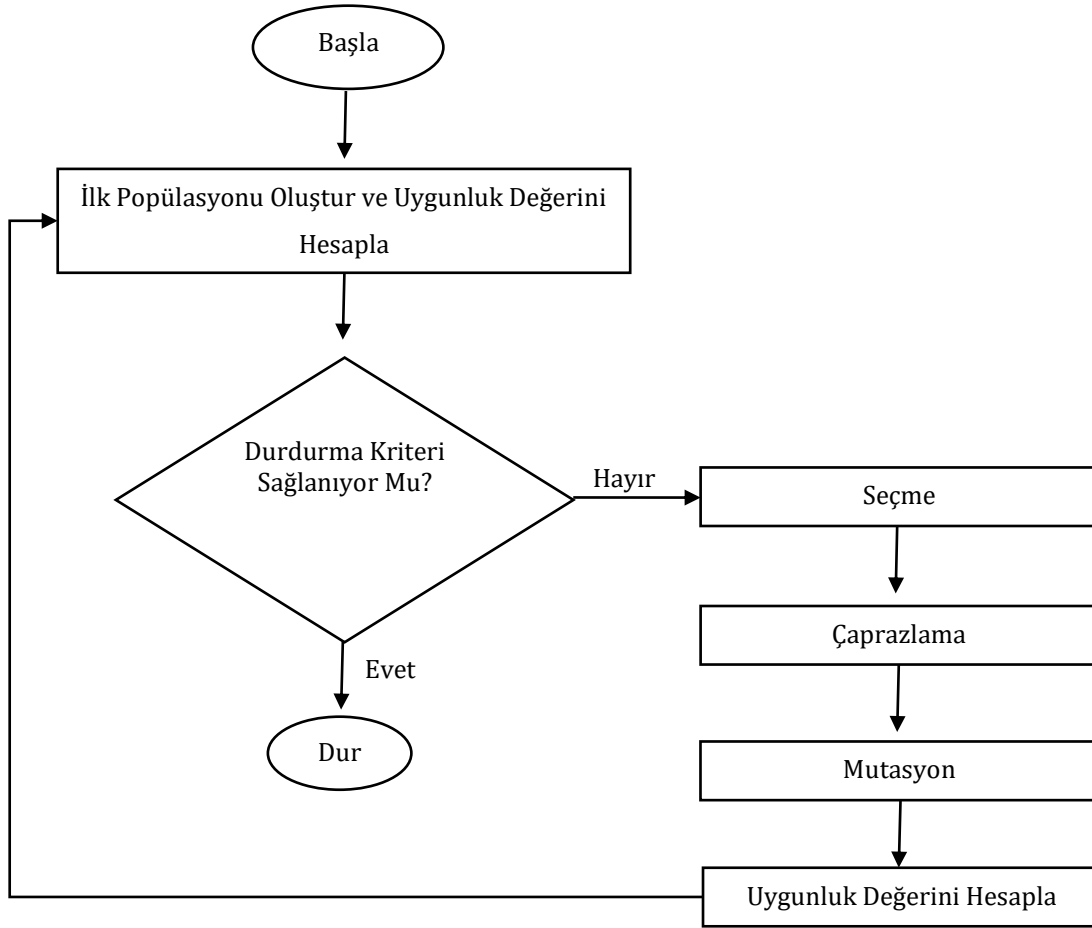 Başla
İlk Popülasyonu Oluştur ve Uygunluk Değerini
Hesapla
Durdurma Kriteri
Sağlanıyor Mu?
Hayır
Seçme
Çaprazlama
Evet
Dur
Mutasyon
Uygunluk Değerini Hesapla